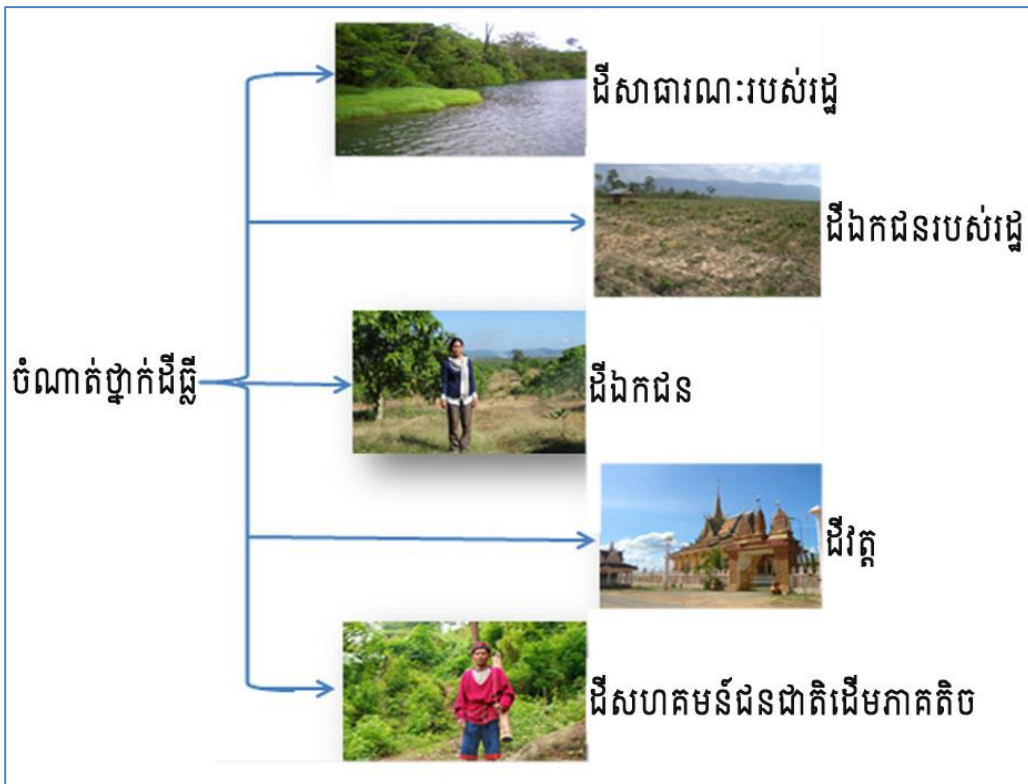 ដីសាធារណៈរបស់រដ្ឋ
ដីឯកជនរបស់រដ្ឋ
ចំណាត់ថ្នាក់ដីធ្លី
ដីឯកជន
ដីវត្ត
ដីសហគមន៍ជនជាតិដើមភាគតិច